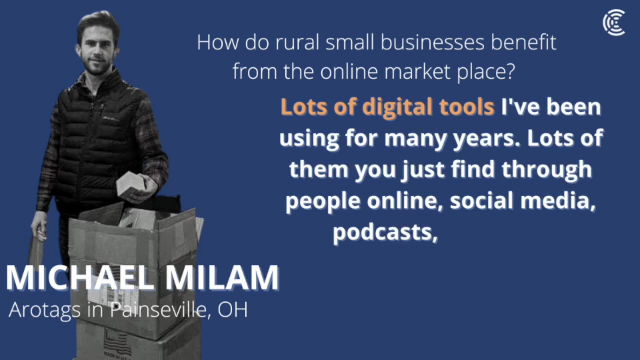 How do rural small businesses benefit
from the online market place?
Lots of digital tools I've been
using for many years. Lots of
them you just find through
people online, social media,
podcasts,
MICHAEL MILAM
Arotags in Painseville, OH